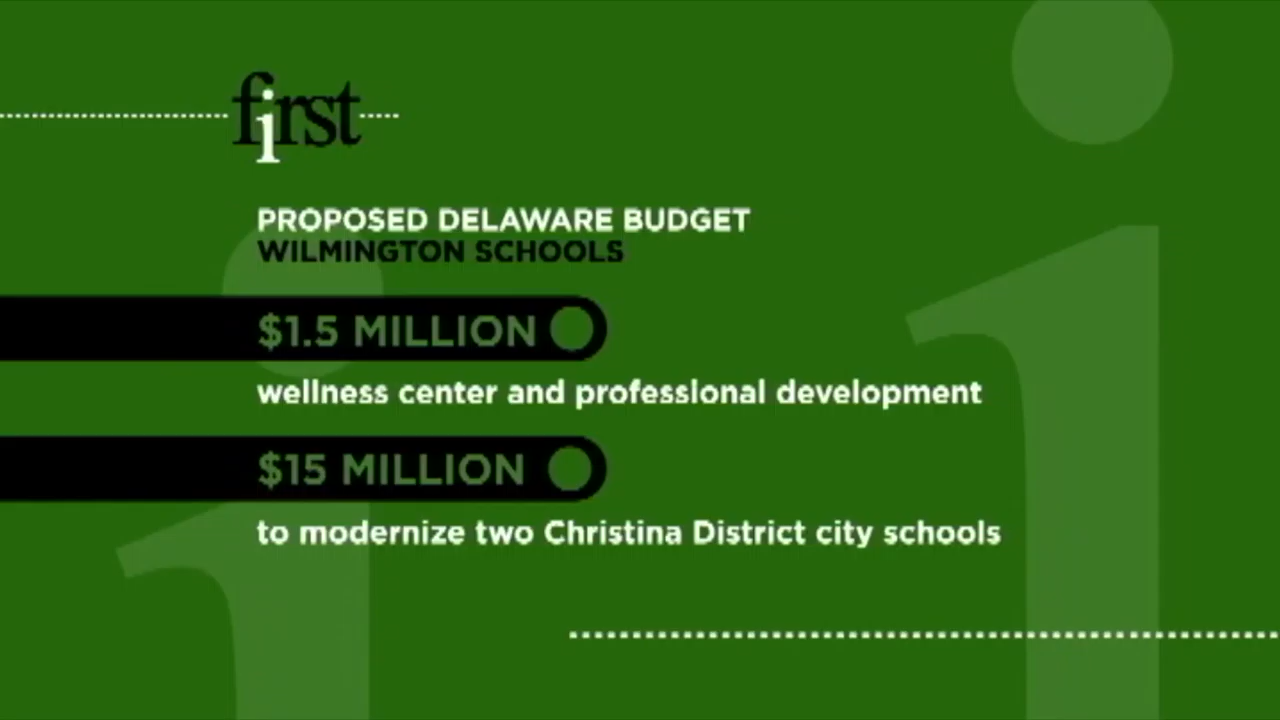 first
PROPOSED DELAWARE BUDGET
WILMINGTON SCHOOLS
$1.5 MILLION
wellness center and professional development
$15 MILLION
to modernize two Christina District city schools